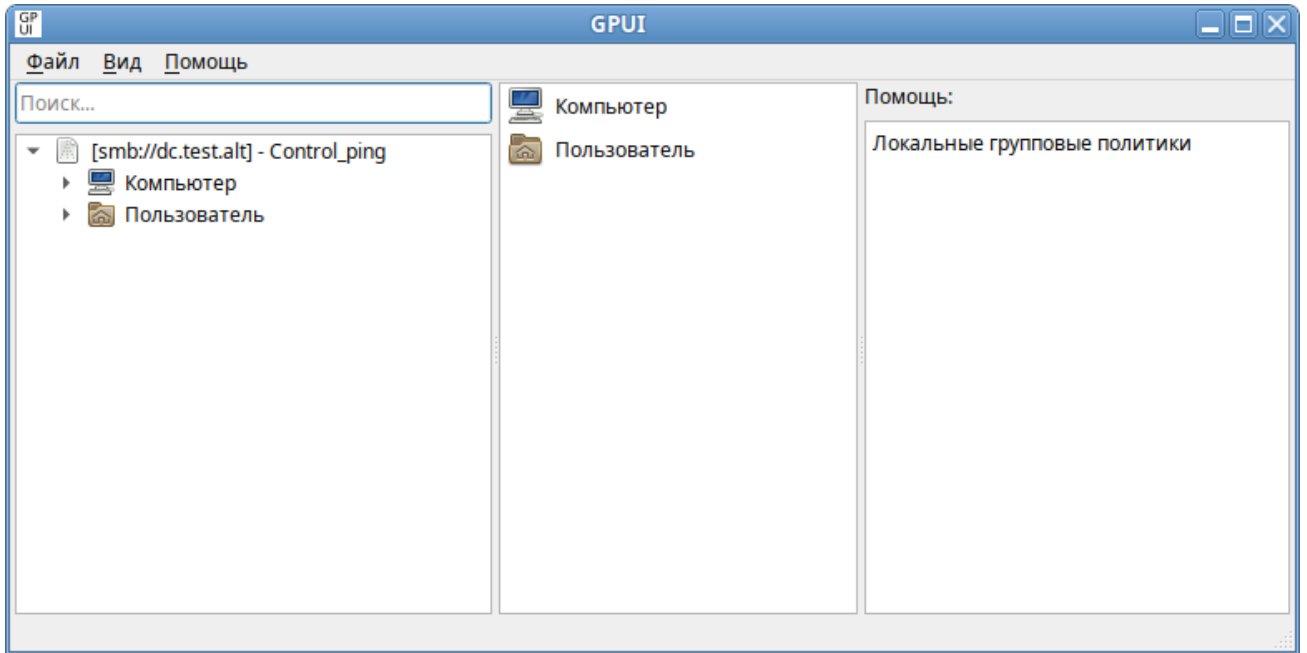 GP
UI
GPUI
Файл Вид Помощь
Поиск...
[smb://dc.test.alt] - Control_ping
Компьютер
Пользователь
Компьютер
Пользователь
Помощь:
Локальные групповые политики